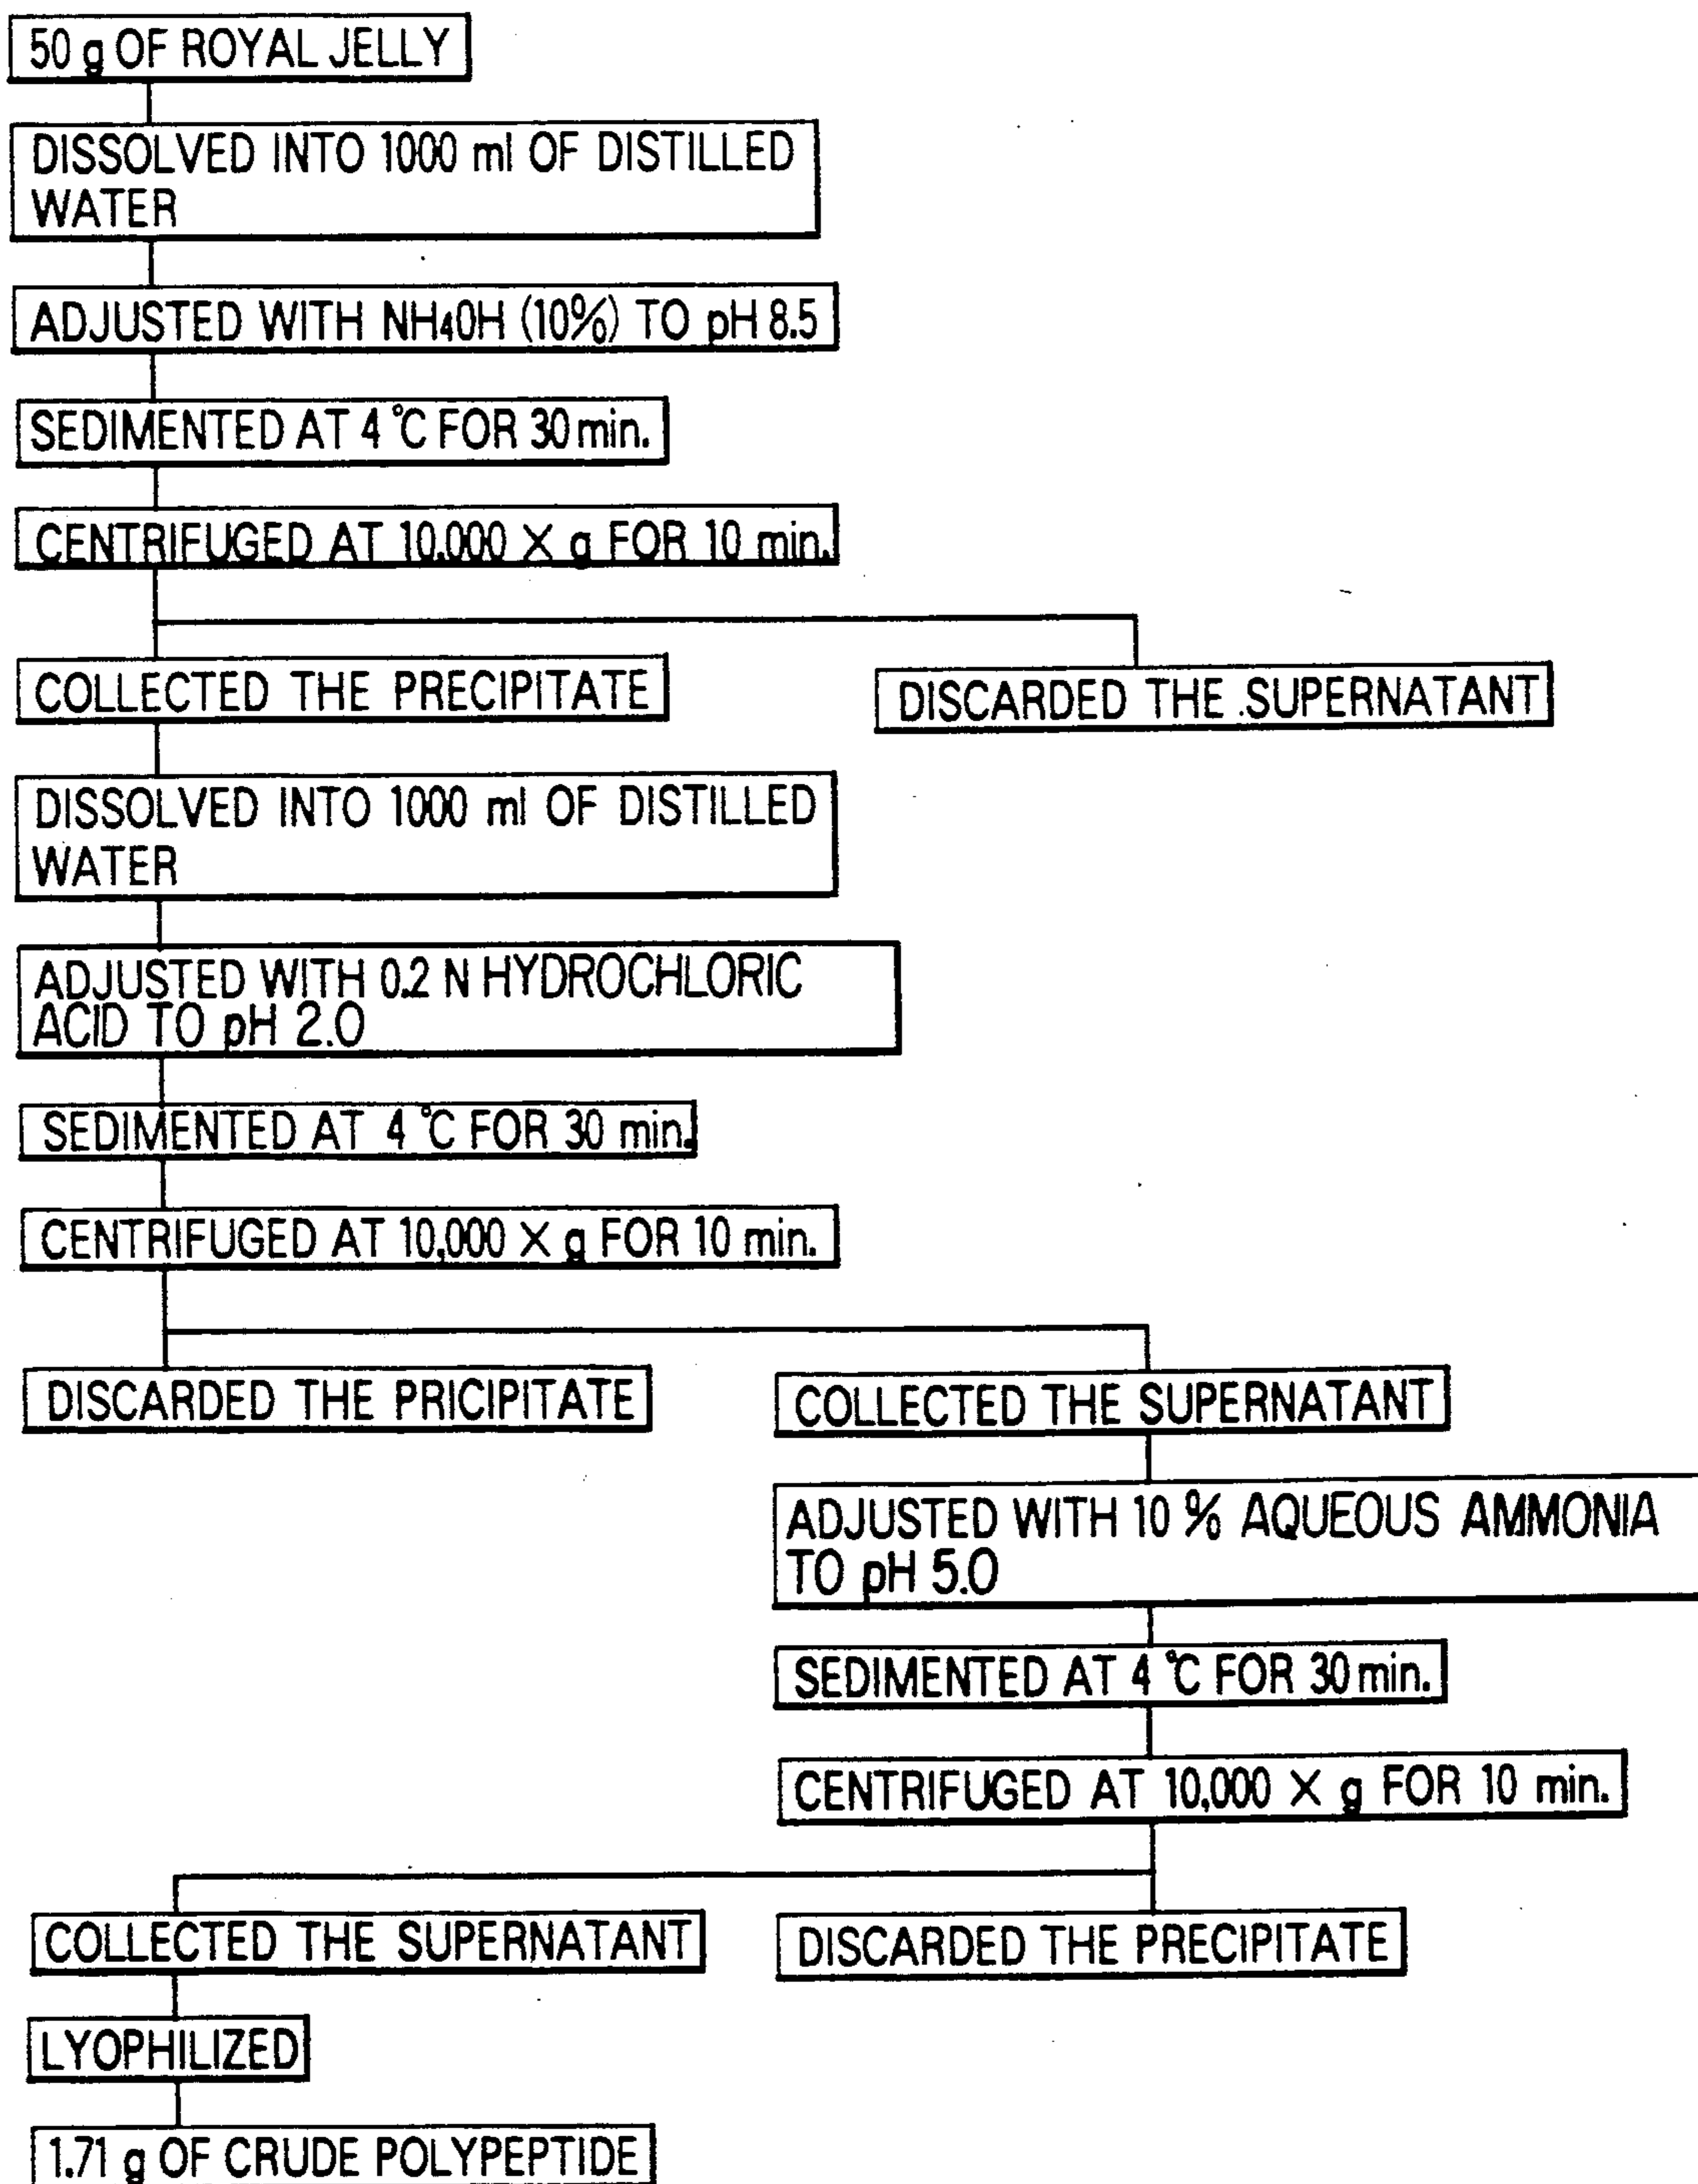 50 g OF ROYAL JELLY
DISSOLVED INTO 1000 ml OF DISTILLED
WATER
ADJUSTED WITH NH4OH (10%) TO pH 8.5
SEDIMENTED AT 4 °C FOR 30 min.
CENTRIFUGED AT 10,000 X g FOR 10 min.
COLLECTED THE PRECIPITATE
DISCARDED THE SUPERNATANT
DISSOLVED INTO 1000 ml OF DISTILLED
WATER
ADJUSTED WITH 0.2 N HYDROCHLORIC
ACID TO pH 2.0
SEDIMENTED AT 4 °C FOR 30 min.
CENTRIFUGED AT 10,000 X g FOR 10 min.
DISCARDED THE PRICIPITATE
COLLECTED THE SUPERNATANT
ADJUSTED WITH 10 % AQUEOUS AMMONIA
TO pH 5.0
SEDIMENTED AT 4 °C FOR 30 min.
CENTRIFUGED AT 10,000 X g FOR 10 min.
COLLECTED THE SUPERNATANT
DISCARDED THE PRECIPITATE
LYOPHILIZED
1.71 g OF CRUDE POLYPEPTIDE